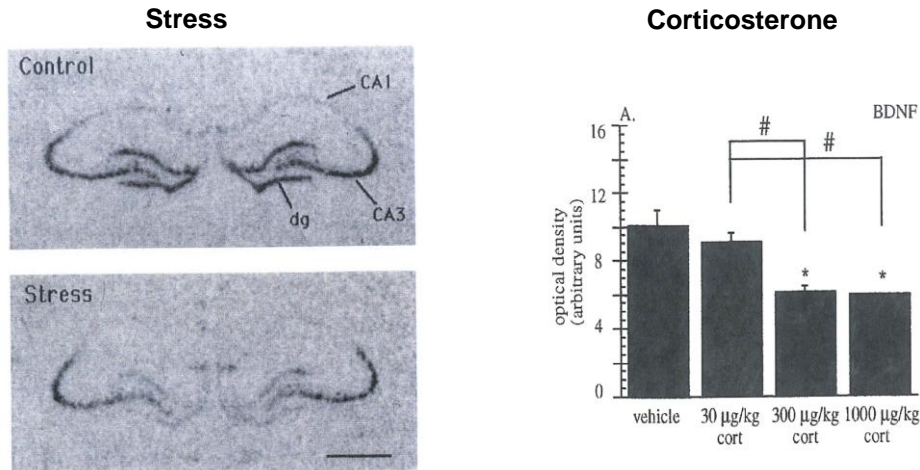 Stress
Control
CA1
dg
CA3
Stress
Corticosterone
A.
BDNF
#
#
optical density
(arbitrary units)
16
12
8
4
0
*
*
vehicle
30 µg/kg
cort
300 µg/kg
cort
1000 µg/kg
cort